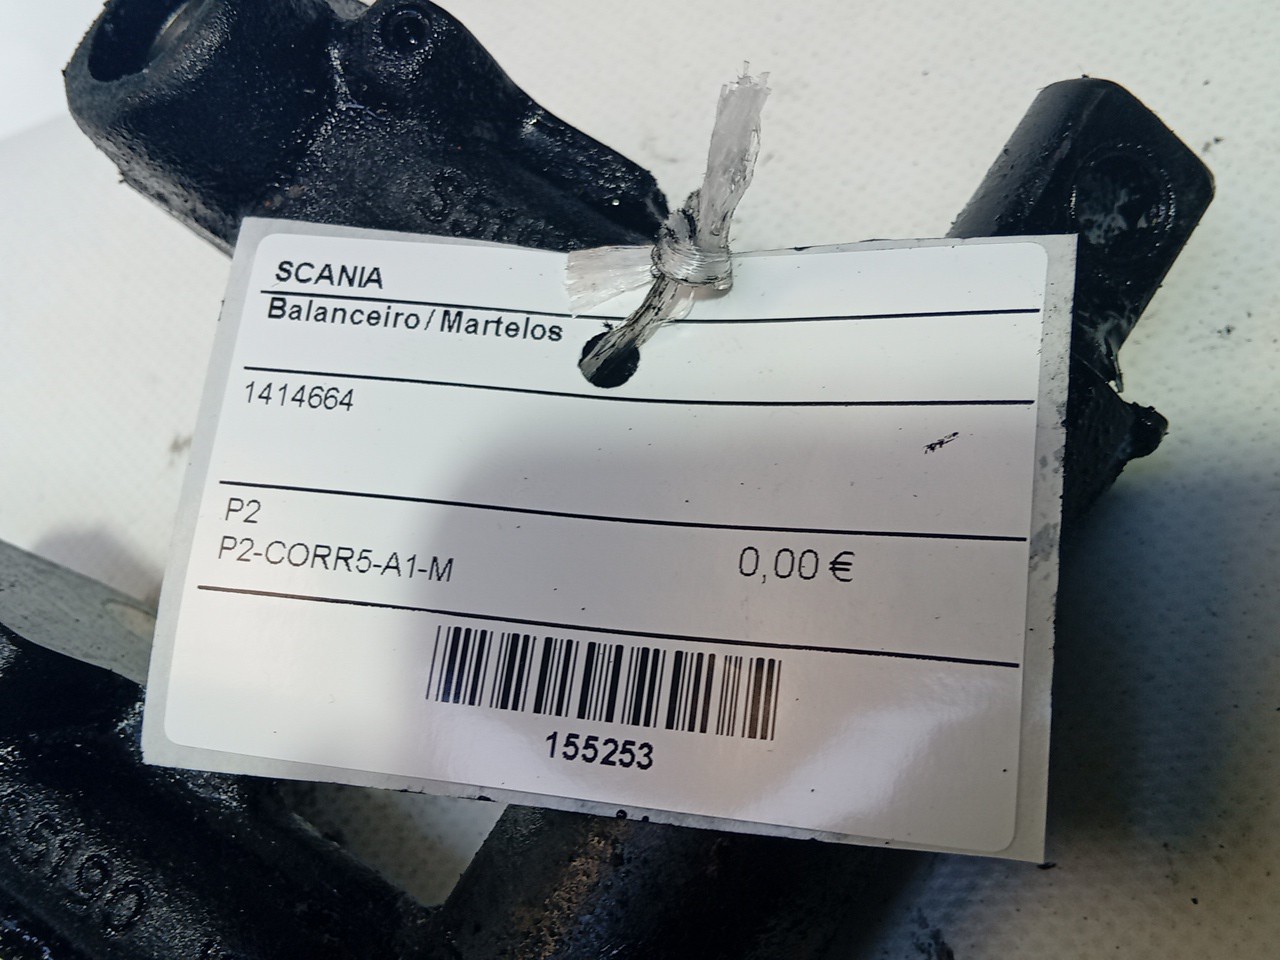 SCANIA
Balanceiro / Martelos
1414664
P2
P2-CORR5-A1-M 0,00 €
155253